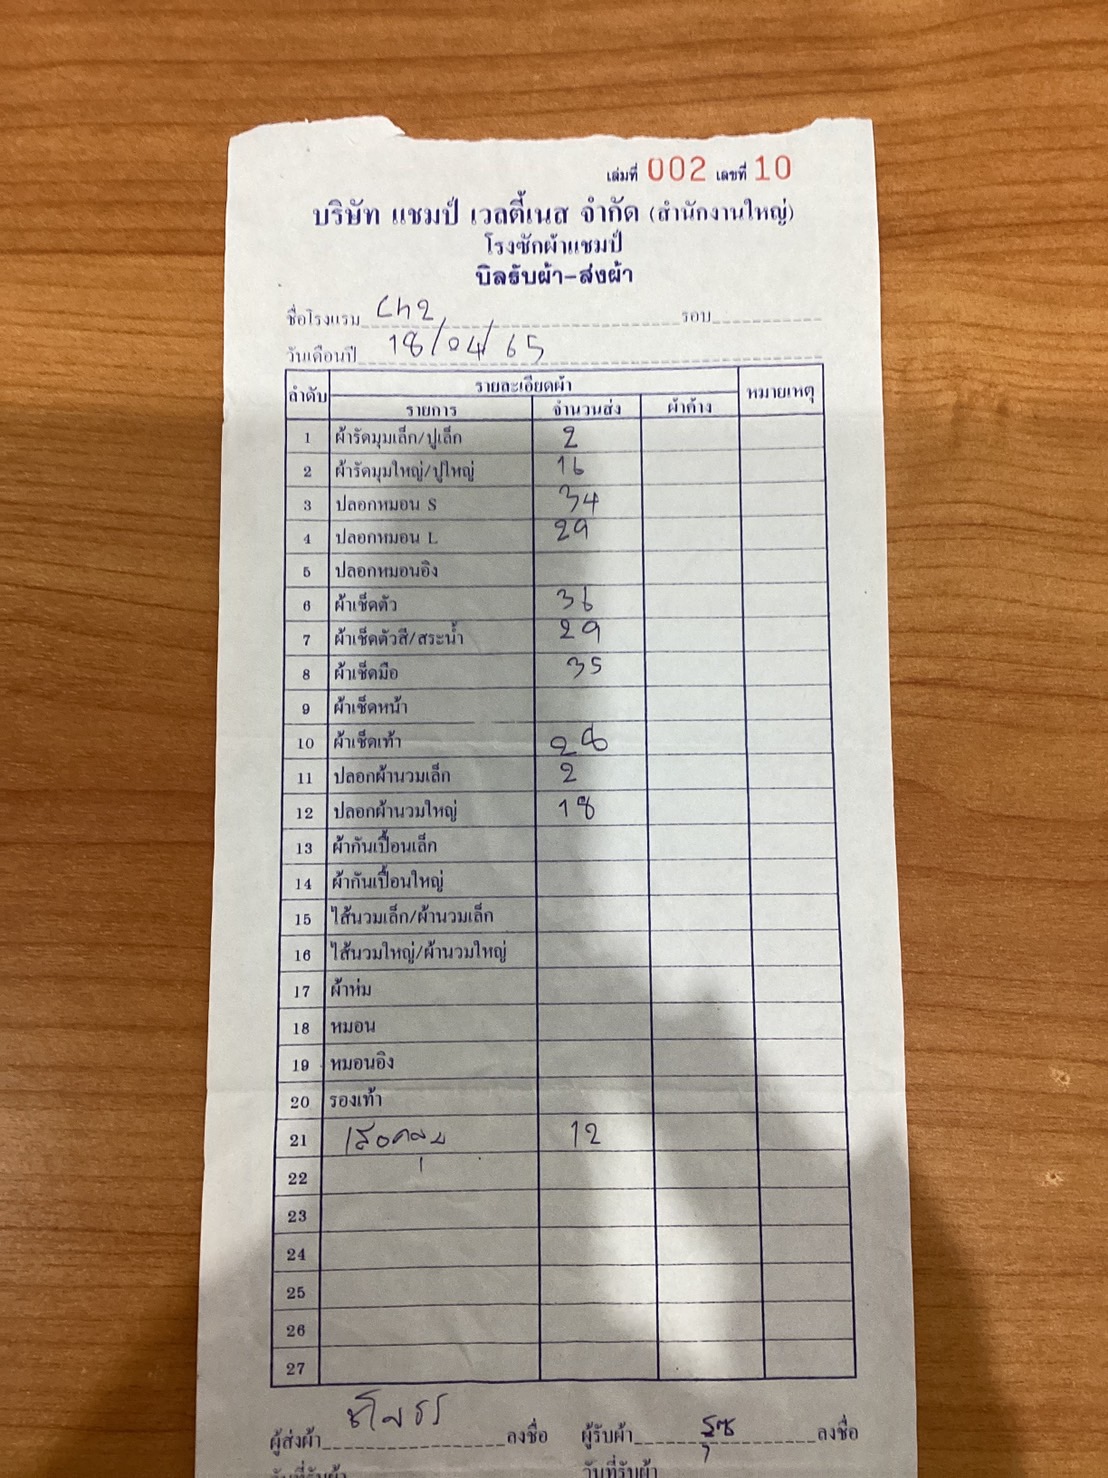 เล่มที่ 002 เลขที่ 10
บริษัท แชมป์ เวลตี้เนส จำกัด (สำนักงานใหญ่)
โรงซักผ้าแชมป์
บิลรับผ้า-ส่งผ้า
ชื่อโรงแรม Ch2 รอบ
วันเดือนปี 18/04/65
ลำดับ รายละเอียดผ้า หมายเหตุ
รายการ จำนวนส่ง ผ้าค้าง
1 ผ้ารัดมุมเล็ก/ปูเล็ก 2
2 ผ้ารัดมุมใหญ่/ปูใหญ่ 16
3 ปลอกหมอน S 34
4 ปลอกหมอน L 29
5 ปลอกหมอนอิง
6 ผ้าเช็ดตัว 36
7 ผ้าเช็ดตัวสี/สระน้ำ 29
8 ผ้าเช็ดมือ 35
9 ผ้าเช็ดหน้า
10 ผ้าเช็ดเท้า 28
11 ปลอกผ้านวมเล็ก 2
12 ปลอกผ้านวมใหญ่ 18
13 ผ้ากันเปื้อนเล็ก
14 ผ้ากันเปื้อนใหญ่
15 ไส้นวมเล็ก/ผ้านวมเล็ก
16 ไส้นวมใหญ่/ผ้านวมใหญ่
17 ผ้าห่ม
18 หมอน
19 หมอนอิง
20 รองเท้า
21 เสื้อคลุม 12
22
23
24
25
26
27
ผู้ส่งผ้า ลงชื่อ ผู้รับผ้า ลงชื่อ
วันที่รับผ้า วันที่รับผ้า